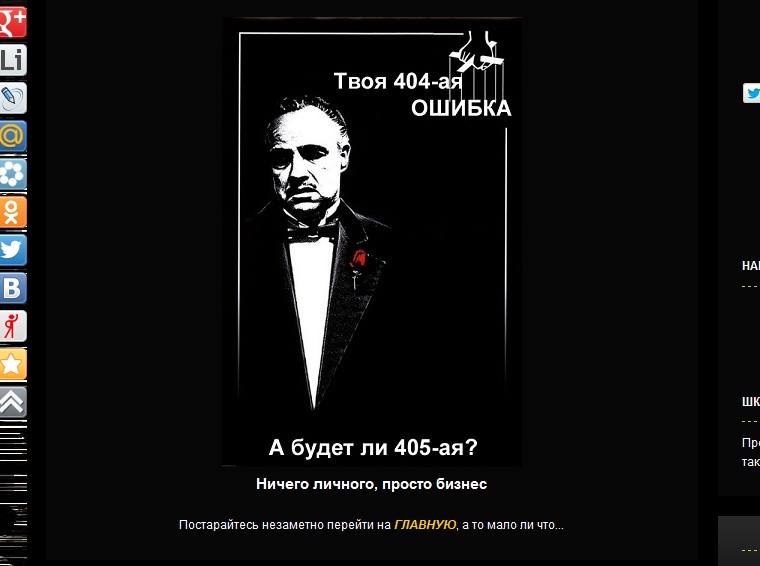 g+
Li
@
B
Твоя 404-ая
ОШИБКА
А будет ли 405-ая?
Ничего личного, просто бизнес
Постарайтесь незаметно перейти на ГЛАВНУЮ, а то мало ли что...